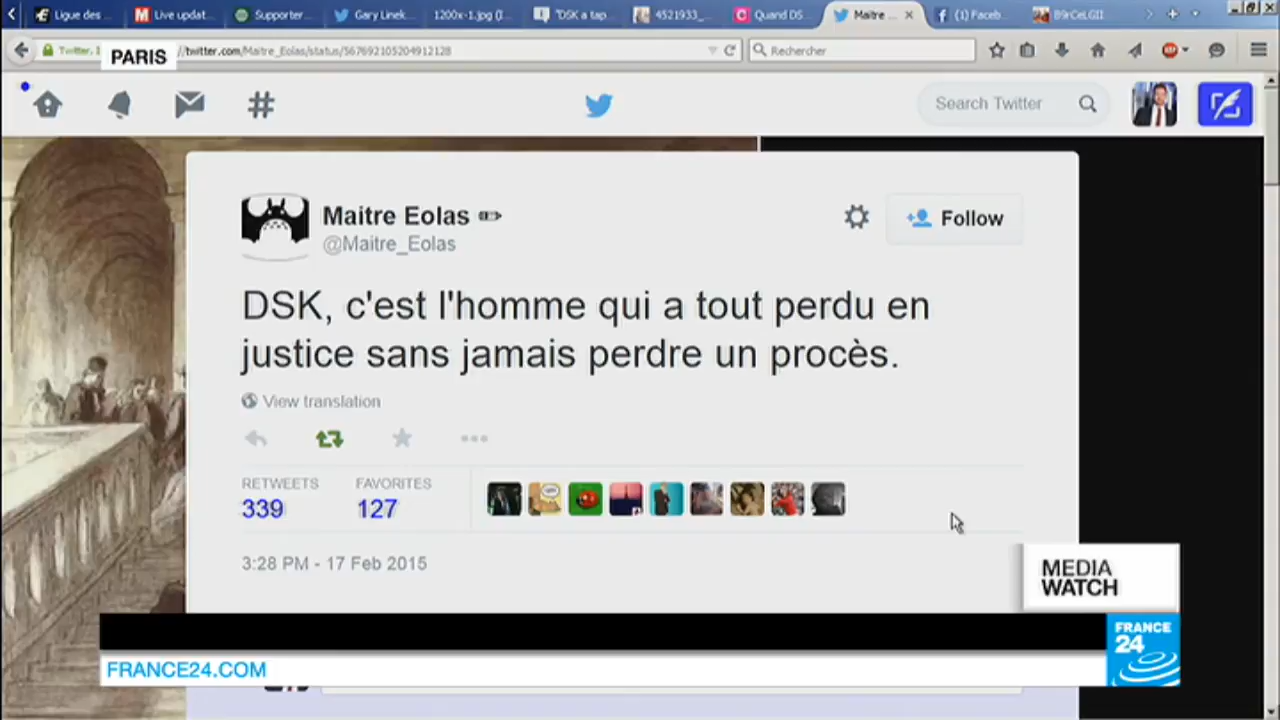 Ligue des
Live updat..
Supporter...
Gary Linek..
1200x-1.jpg (I..
"DSK a tap
4521933_..
Quand DS..
Maitre ...
(1) Faceb
B9rCeLGII
Twitter, I
//twitter.com/Maitre_Eolas/status/567692105204912128
Rechercher
PARIS
Search Twitter
Maitre Eolas
@Maitre_Eolas
Follow
DSK, c'est l'homme qui a tout perdu en
justice sans jamais perdre un procès.
View translation
RETWEETS
339
FAVORITES
127
3:28 PM - 17 Feb 2015
MEDIA
WATCH
FRANCE
24
FRANCE24.COM